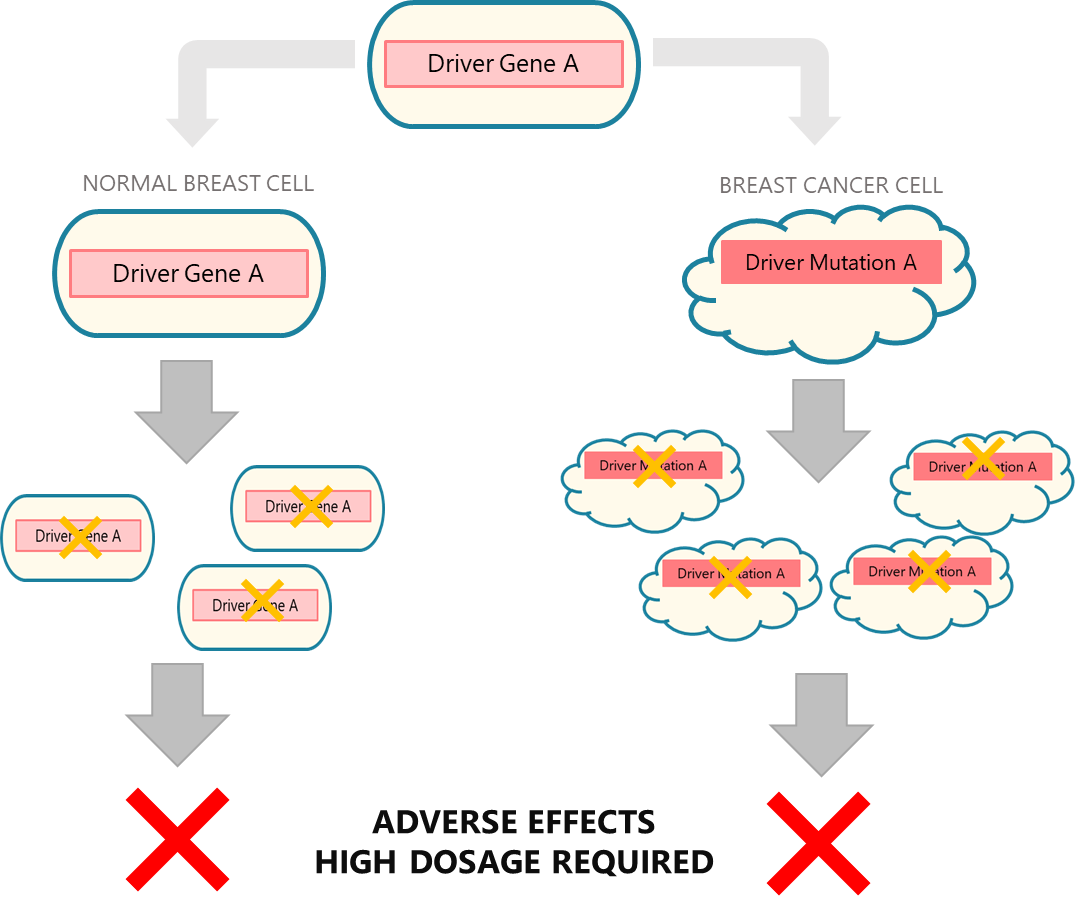 Driver Gene A
NORMAL BREAST CELL
BREAST CANCER CELL
Driver Gene A
Driver Mutation A
Driver Mutation A
Driver Mutation A
Driver Gene A
Driver Gene A
Driver Mutation A
Driver Mutation A
Driver Gene A
ADVERSE EFFECTS
HIGH DOSAGE REQUIRED